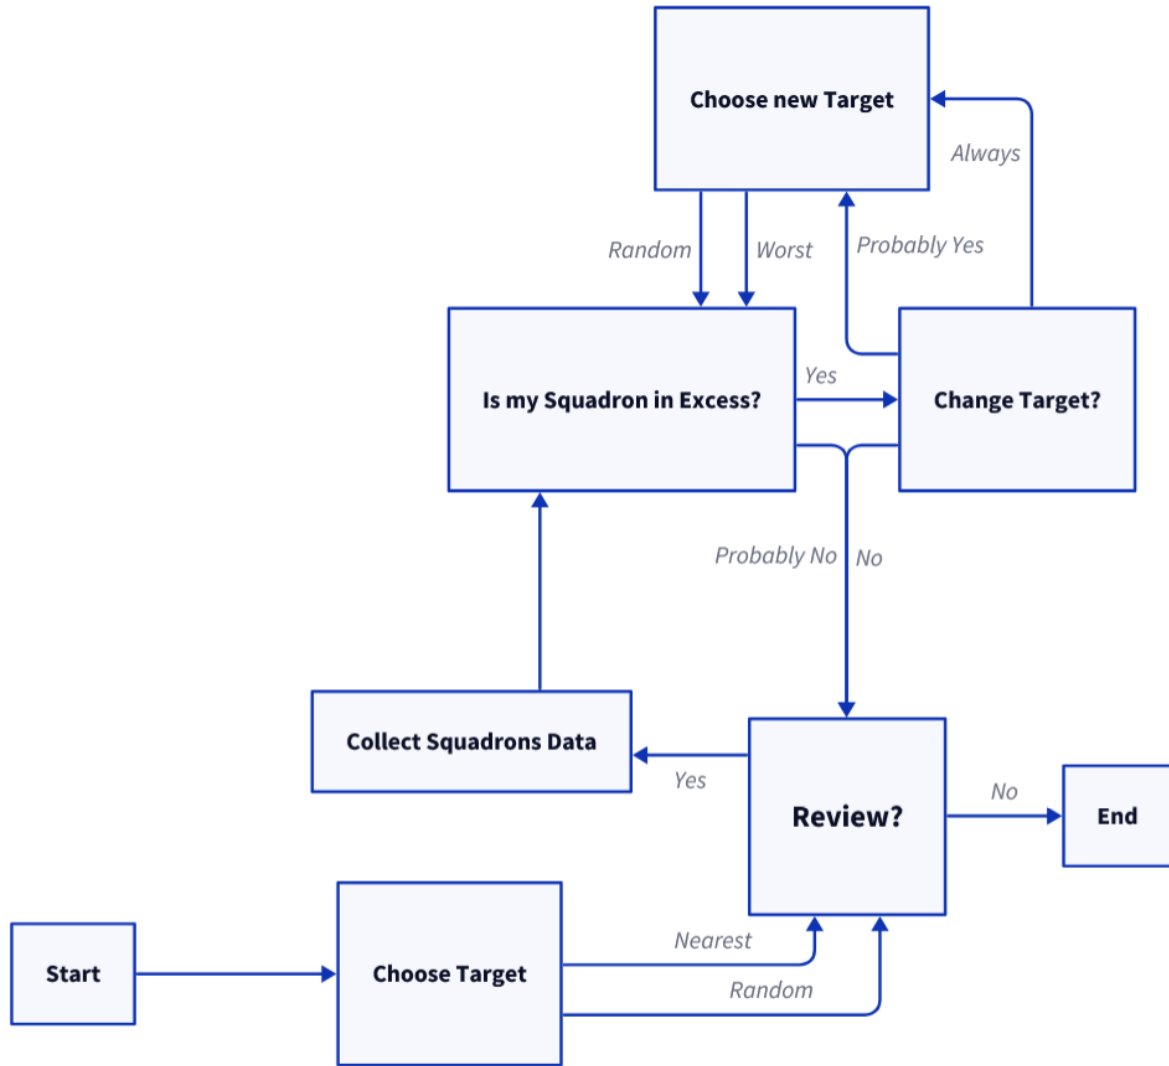 Choose new Target
Always
Random
Worst
Probably Yes
Is my Squadron in Excess?
Yes
Change Target?
Probably No
No
Collect Squadrons Data
Yes
Review?
No
End
Start
Choose Target
Nearest
Random